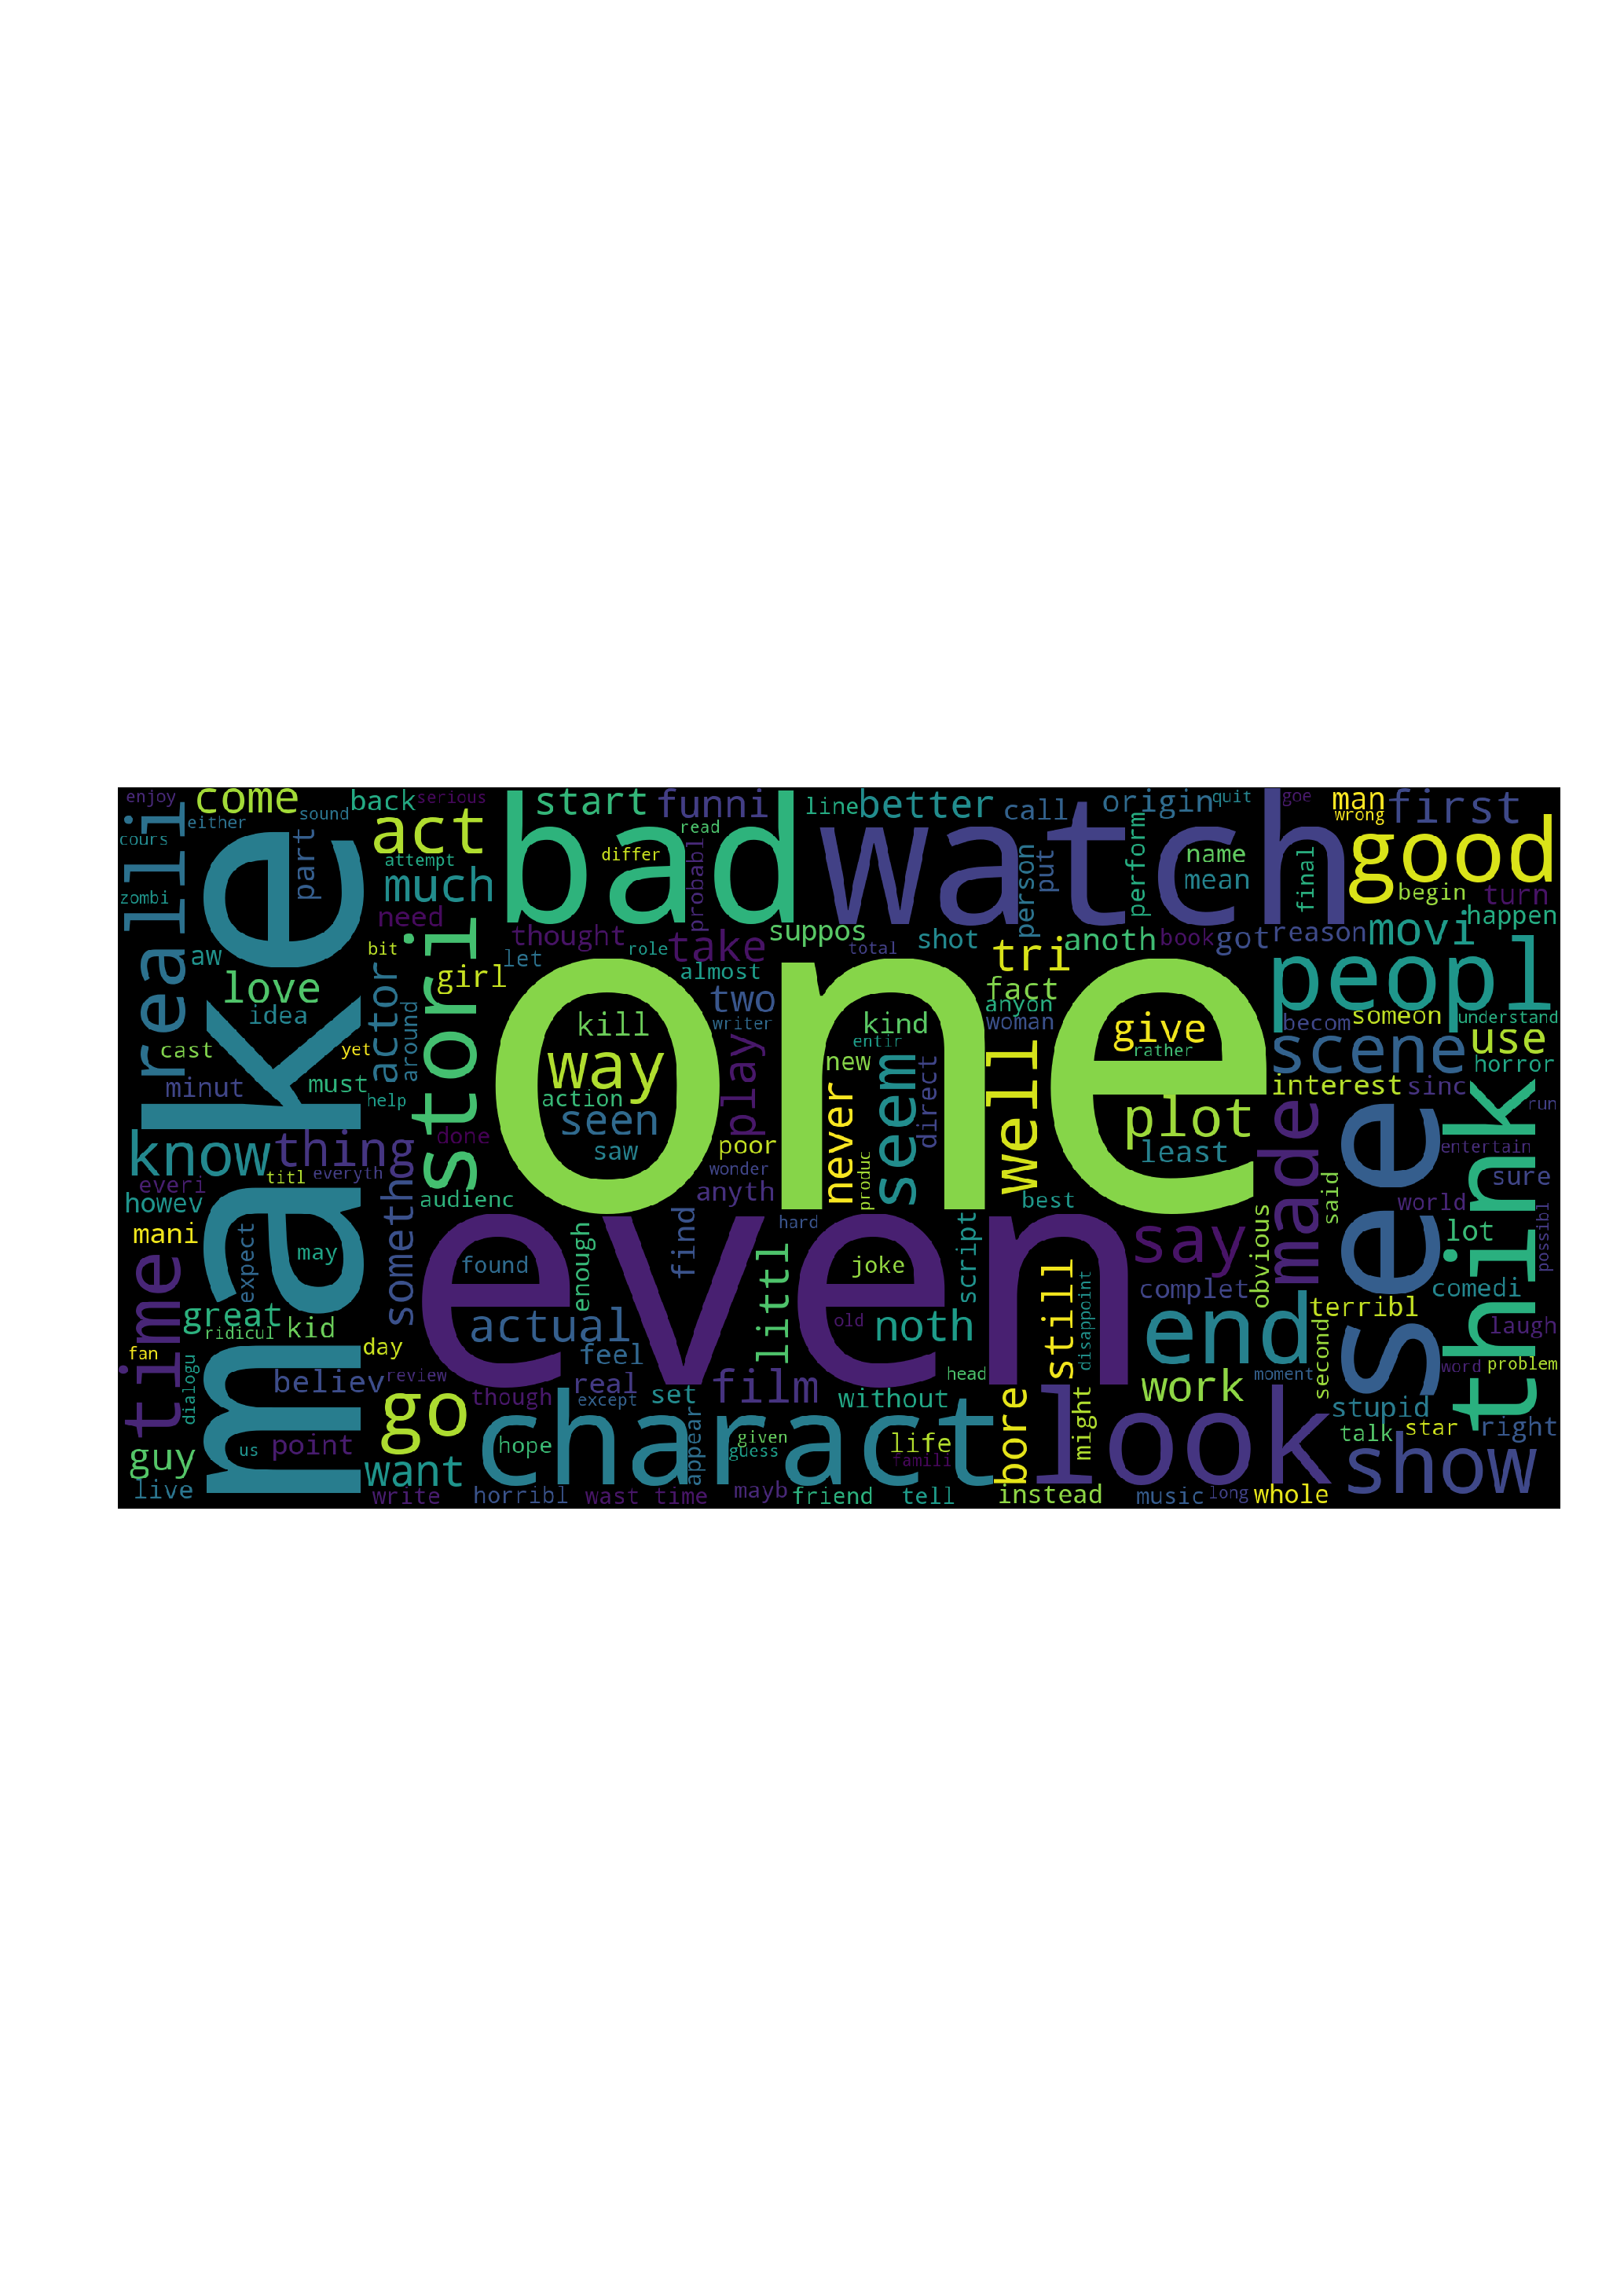 enjoy
come
back
serious
start
funni
line
better
call
origin
quit
goe
man
first
cours
either
sound
act
bad
watch
read
differ
wrong
good
zombi
realli
make
part
attempt
much
need
probabl
person
put
perform
name
mean
final
begin
turn
happen
aw
bit
stori
thought
let
role
take
suppos
total
shot
tri
anoth
book
got
reason
movi
love
idea
actor
girl
almost
two
writer
one
kill
way
kind
entir
fact
anyon
woman
give
rather
peopl
becom
someon
understand
cast
yet
around
minut
must
help
action
seen
saw
play
new
never
seem
direct
well
plot
least
scene
use
horror
interest
sinc
run
know
thing
done
everi
titl
everyth
howev
audienc
poor
wonder
anyth
produc
best
made
see
think
entertain
sure
world
said
mani
expect
may
someth
time
great
ridicul
kid
even
found
enough
find
hard
littl
joke
script
say
obvious
lot
possibl
complet
terribl
comedi
actual
feel
old
noth
still
disappoint
end
second
laugh
fan
day
dialogu
believ
review
real
though
except
set
film
head
without
work
moment
word
problem
stupid
guy
us
point
go
want
charact
hope
appear
given
guess
life
famili
bore
might
look
show
talk
star
right
live
write
horribl
wast time
mayb
friend
tell
instead
music
long
whole